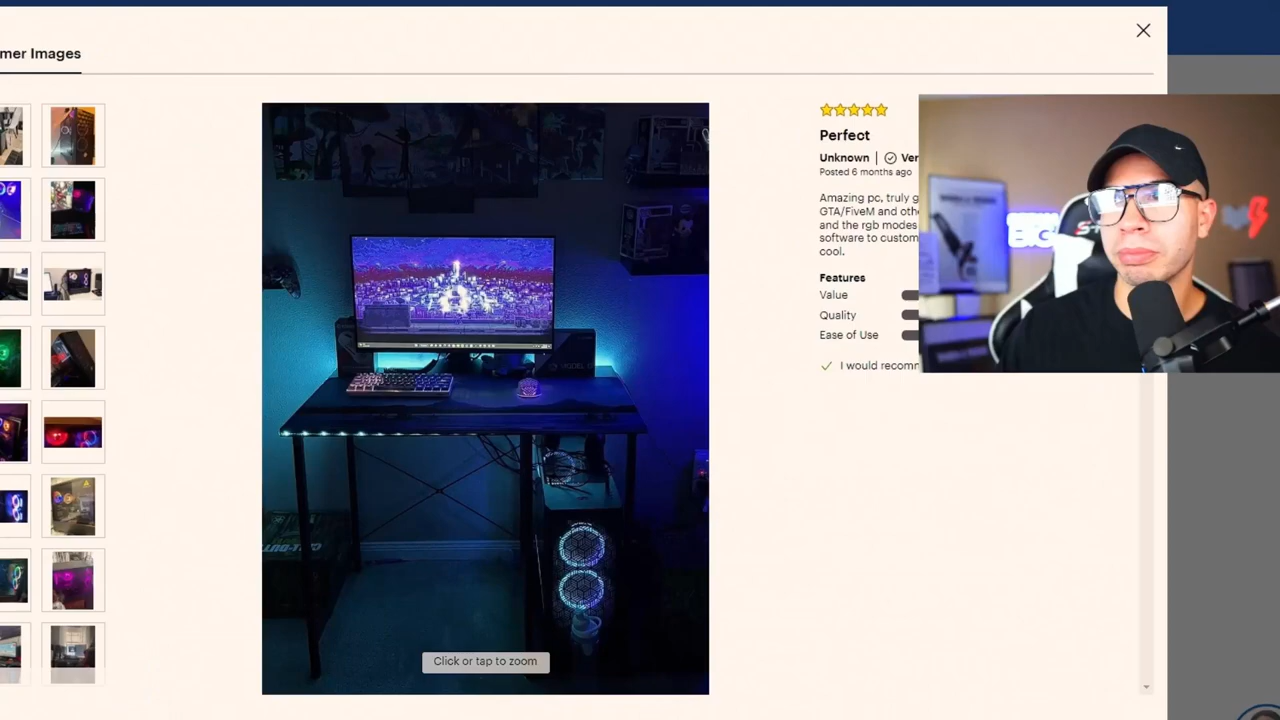 mer Images
Perfect
Unknown | Ver
Posted 6 months ago
Amazing pc, truly g
GTA/FiveM and othe
and the rgb modes
software to custom
cool.
Features
Value
Quality
Ease of Use
I would recomm
Click or tap to zoom